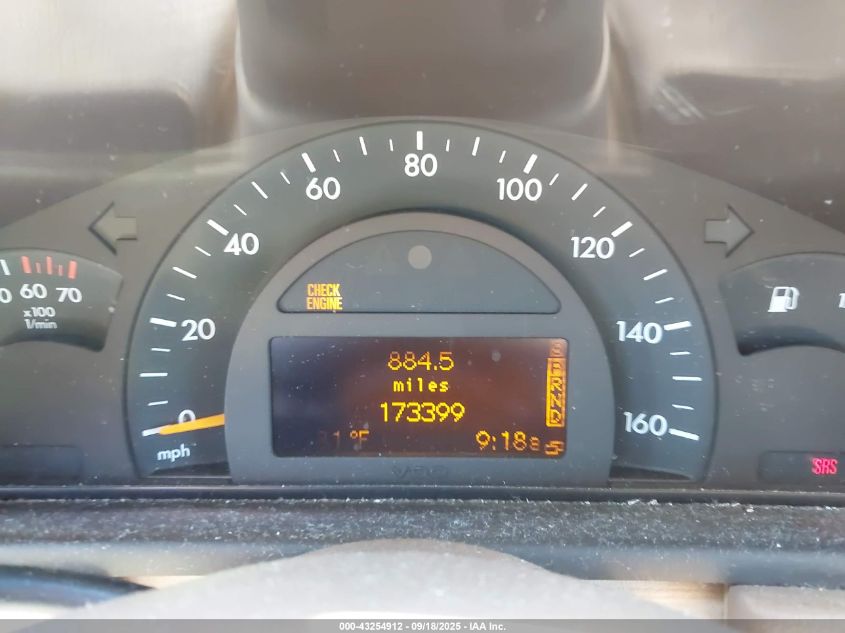 80
60
100
40
120
20
140
0
160
mph
60 70
x100
1/min
CHECK
ENGINE
884.5
miles
173399
°F
9:18
P
R
N
D
SRS
000-43254912 - 09/18/2025 - IAA Inc.